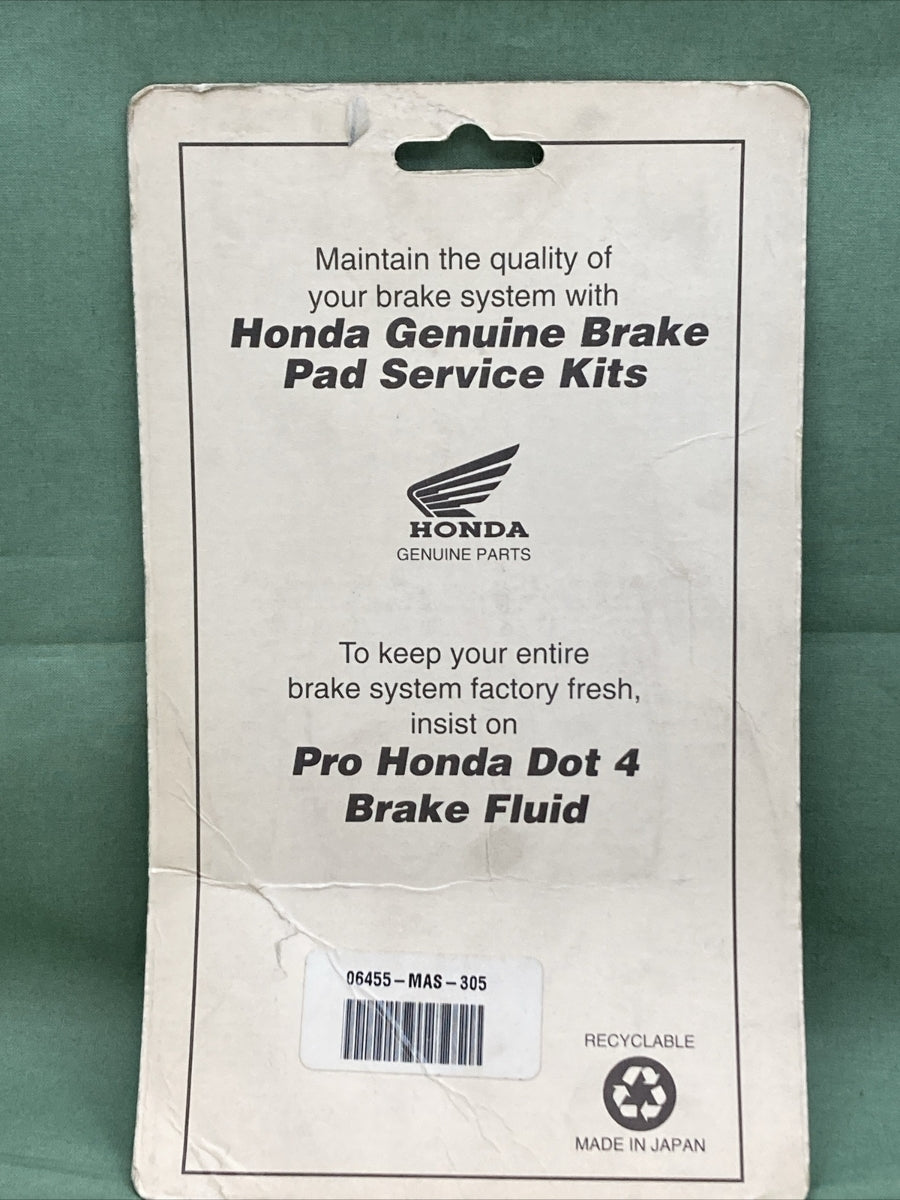 Maintain the quality of
your brake system with
Honda Genuine Brake
Pad Service Kits
HONDA
GENUINE PARTS
To keep your entire
brake system factory fresh,
insist on
Pro Honda Dot 4
Brake Fluid
06455-MAS-305
RECYCLABLE
MADE IN JAPAN